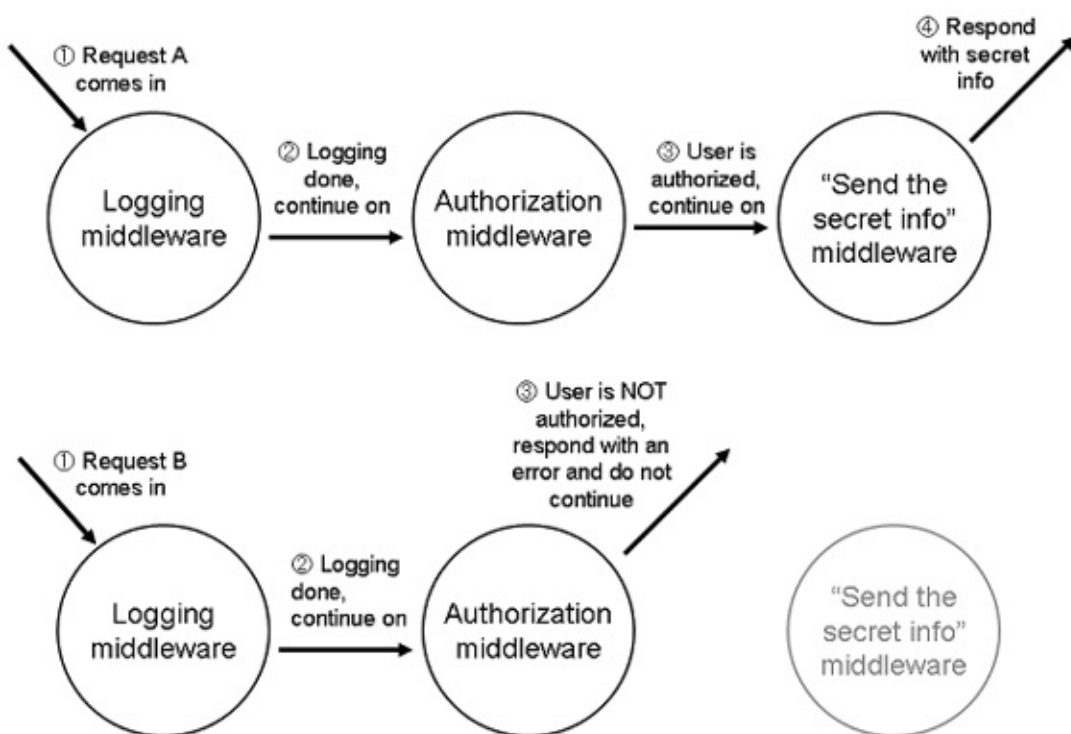 ① Request A
comes in
Logging
middleware
② Logging
done,
continue on
Authorization
middleware
③ User is
authorized,
continue on
“Send the
secret info”
middleware
④ Respond
with secret
info
① Request B
comes in
Logging
middleware
② Logging
done,
continue on
Authorization
middleware
③ User is NOT
authorized,
respond with an
error and do not
continue
“Send the
secret info”
middleware